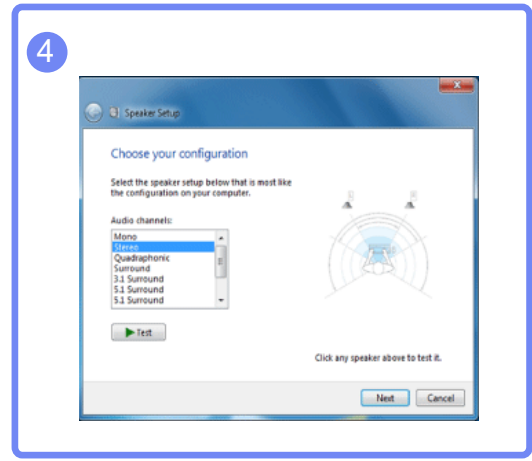 4
Speaker Setup
Choose your configuration
Select the speaker setup below that is most like
the configuration on your computer.
Audio channels:
Mono
Stereo
Quadraphonic
Surround
3.1 Surround
5.1 Surround
5.1 Surround
Test
Click any speaker above to test it.
Next
Cancel